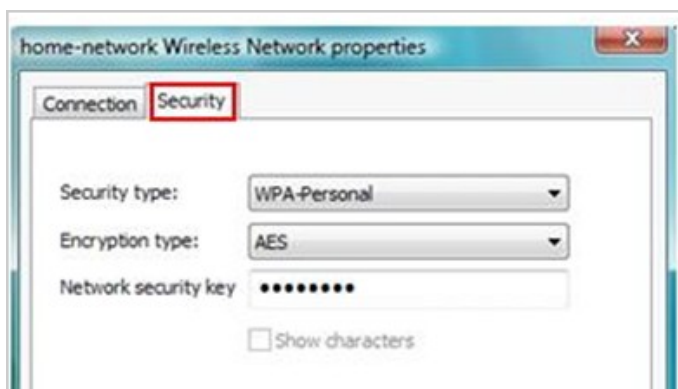 home-network Wireless Network properties
Connection Security
Security type: WPA-Personal
Encryption type: AES
Network security key ••••••••
Show characters